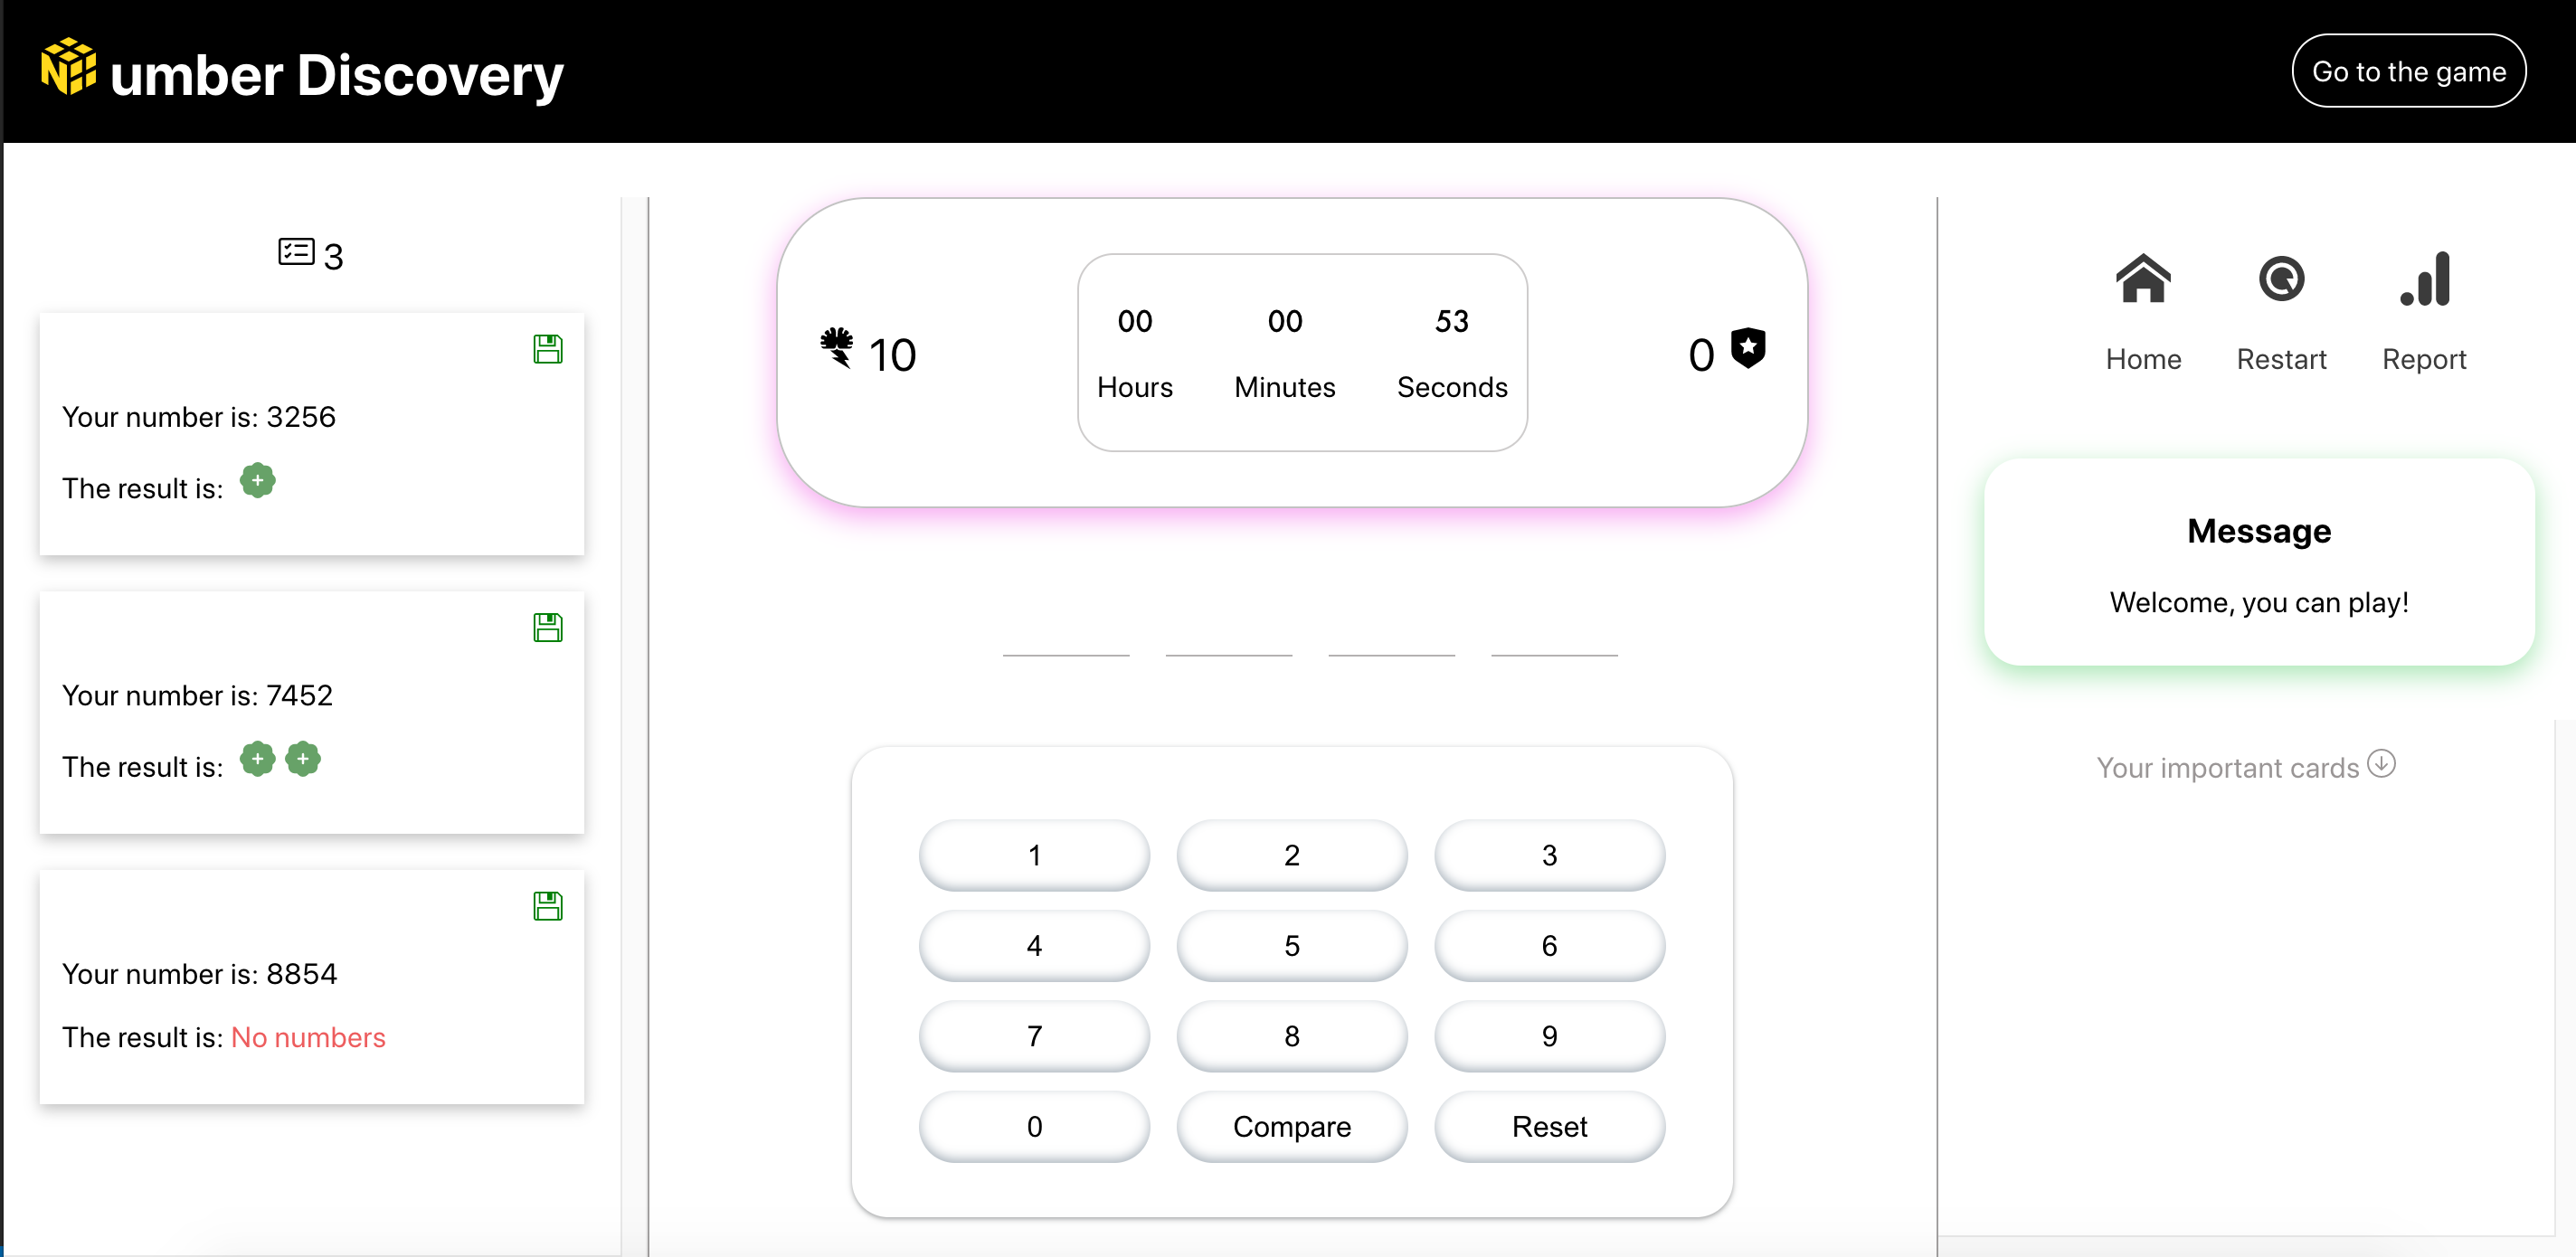 umber Discovery
Go to the game
3
Your number is: 3256
The result is:
Your number is: 7452
The result is:
Your number is: 8854
The result is: No numbers
10
00 00 53
Hours Minutes Seconds
0
1 2 3
4 5 6
7 8 9
0 Compare Reset
Home Restart Report
Message
Welcome, you can play!
Your important cards